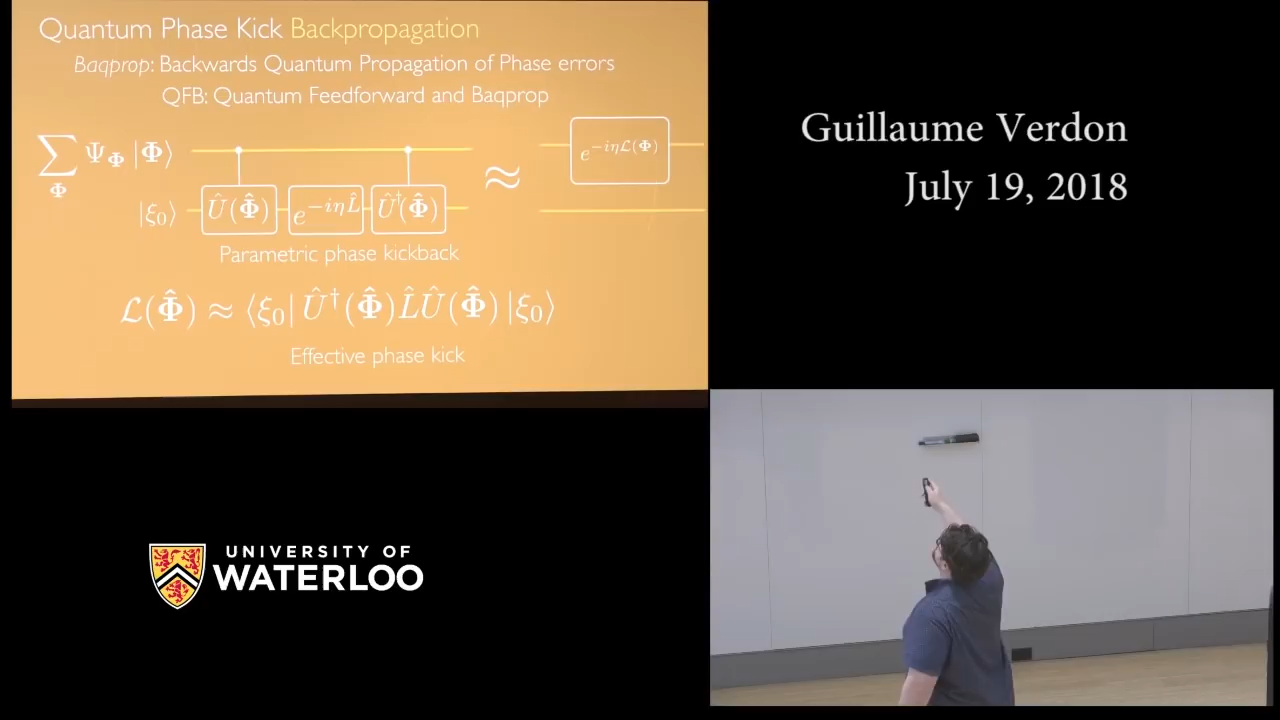 Quantum Phase Kick Backpropagation
Baqprop: Backwards Quantum Propagation of Phase errors
QFB: Quantum Feedforward and Baqprop
∑_Φ Ψ_Φ |Φ⟩
|ξ₀⟩
Û(Φ̂) e^{-iηL̂} Û†(Φ̂)
≈
e^{-iηℒ(Φ̂)}
Parametric phase kickback
ℒ(Φ̂) ≈ ⟨ξ₀| Û†(Φ̂)L̂Û(Φ̂) |ξ₀⟩
Effective phase kick
Guillaume Verdon
July 19, 2018
UNIVERSITY OF
WATERLOO